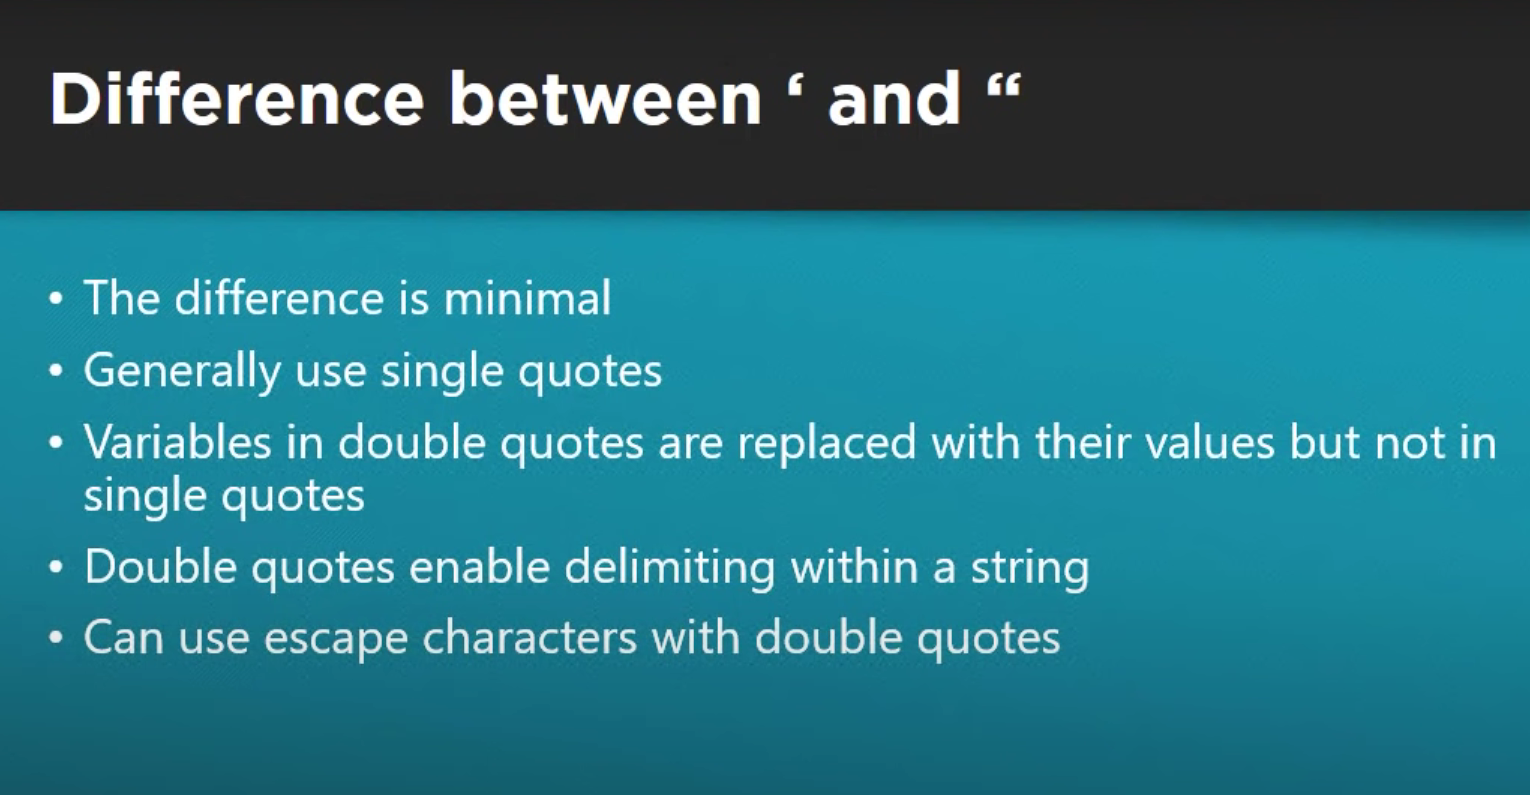 Difference between ‘ and “
• The difference is minimal
• Generally use single quotes
• Variables in double quotes are replaced with their values but not in
single quotes
• Double quotes enable delimiting within a string
• Can use escape characters with double quotes